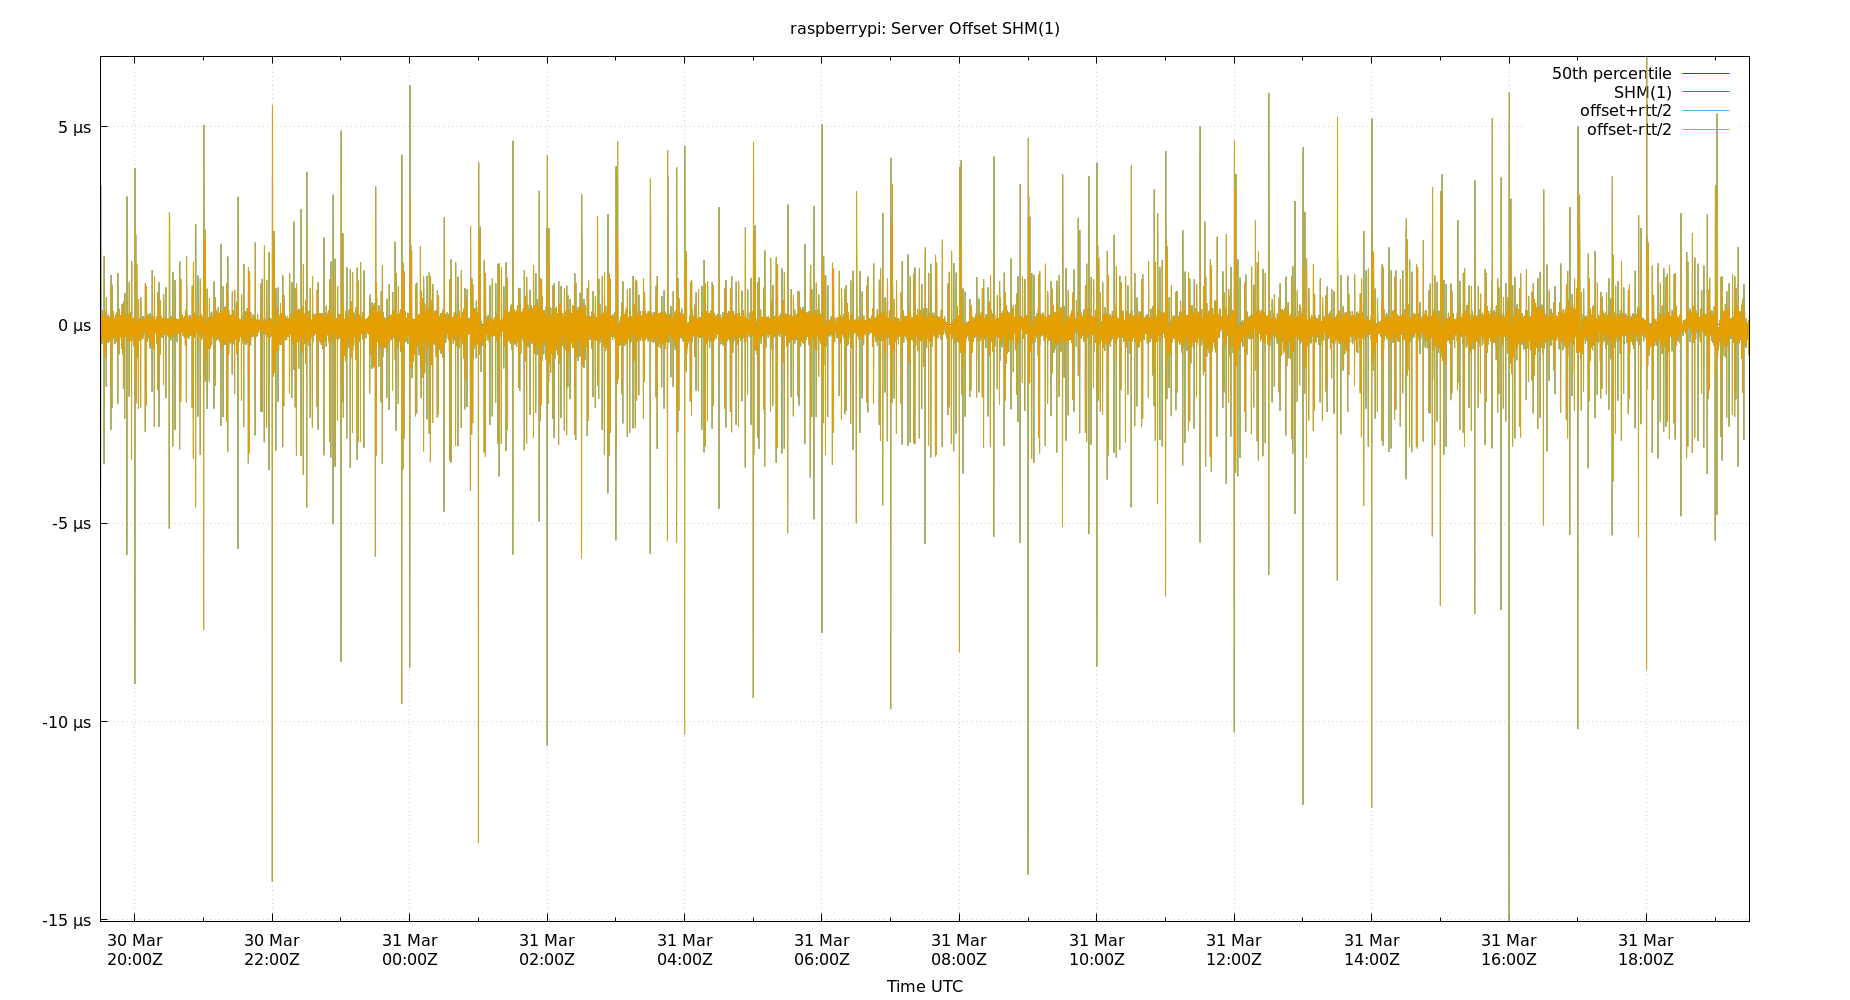 raspberrypi: Server Offset SHM(1)
50th percentile
SHM(1)
offset+rtt/2
offset-rtt/2
5 µs
0 µs
-5 µs
-10 µs
-15 µs
30 Mar 30 Mar 31 Mar 31 Mar 31 Mar 31 Mar 31 Mar 31 Mar 31 Mar 31 Mar 31 Mar 31 Mar
20:00Z 22:00Z 00:00Z 02:00Z 04:00Z 06:00Z 08:00Z 10:00Z 12:00Z 14:00Z 16:00Z 18:00Z
Time UTC